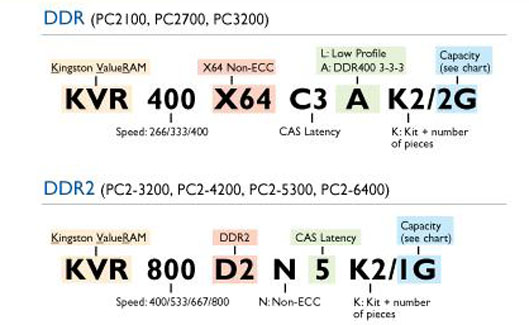 DDR (PC2100, PC2700, PC3200)
L: Low Profile
A: DDR400 3-3-3
Capacity
(see chart)
Kingston ValueRAM
X64 Non-ECC
KVR 400 X64 C3 A K2/2G
Speed: 266/333/400
CAS Latency
K: Kit + number
of pieces
DDR2 (PC2-3200, PC2-4200, PC2-5300, PC2-6400)
Capacity
(see chart)
Kingston ValueRAM
DDR2
CAS Latency
KVR 800 D2 N 5 K2/1G
Speed: 400/533/667/800
N: Non-ECC
K: Kit + number
of pieces